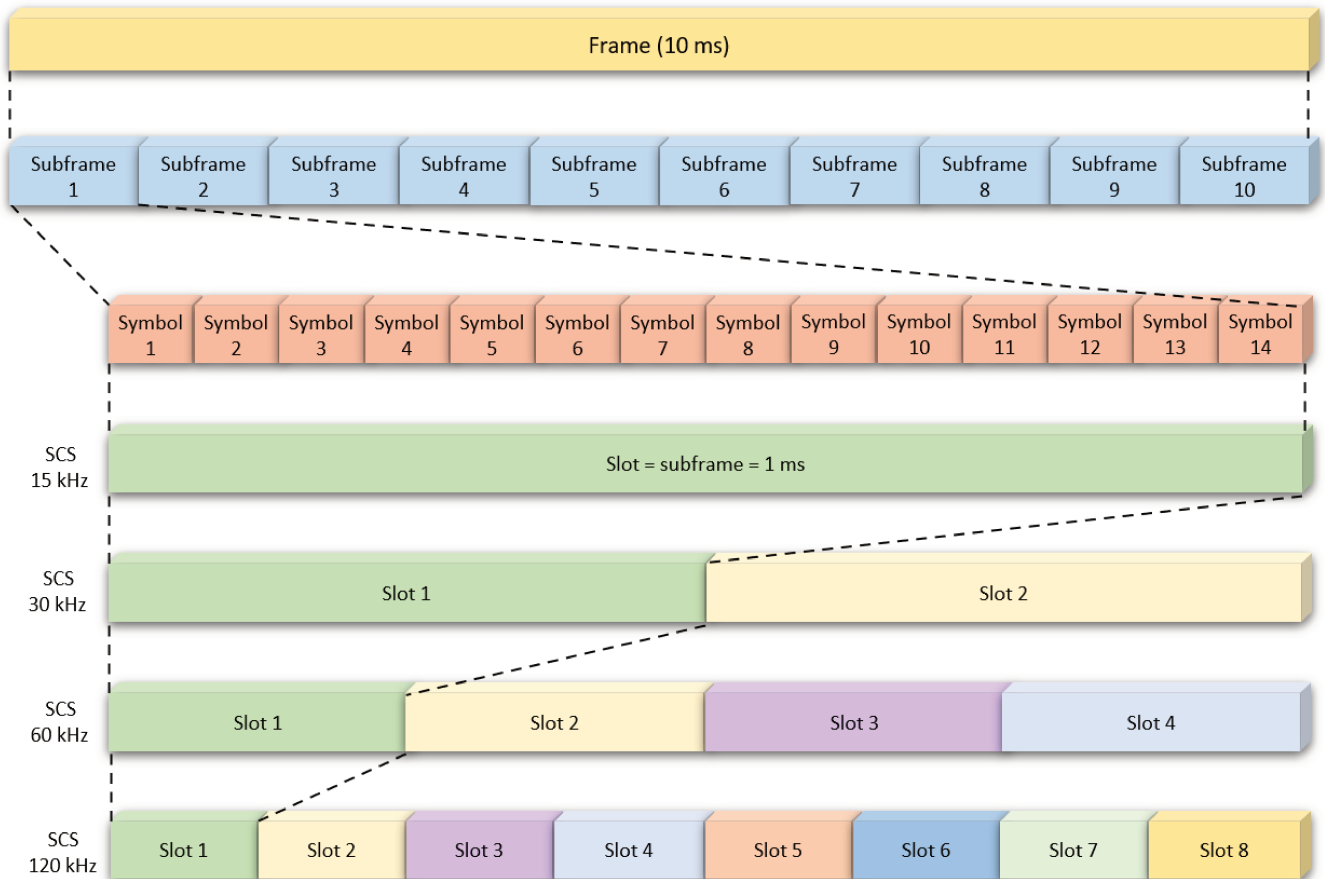 Frame (10 ms)
Subframe
1
Subframe
2
Subframe
3
Subframe
4
Subframe
5
Subframe
6
Subframe
7
Subframe
8
Subframe
9
Subframe
10
Symbol
1
Symbol
2
Symbol
3
Symbol
4
Symbol
5
Symbol
6
Symbol
7
Symbol
8
Symbol
9
Symbol
10
Symbol
11
Symbol
12
Symbol
13
Symbol
14
SCS
15 kHz
Slot = subframe = 1 ms
SCS
30 kHz
Slot 1
Slot 2
SCS
60 kHz
Slot 1
Slot 2
Slot 3
Slot 4
SCS
120 kHz
Slot 1
Slot 2
Slot 3
Slot 4
Slot 5
Slot 6
Slot 7
Slot 8